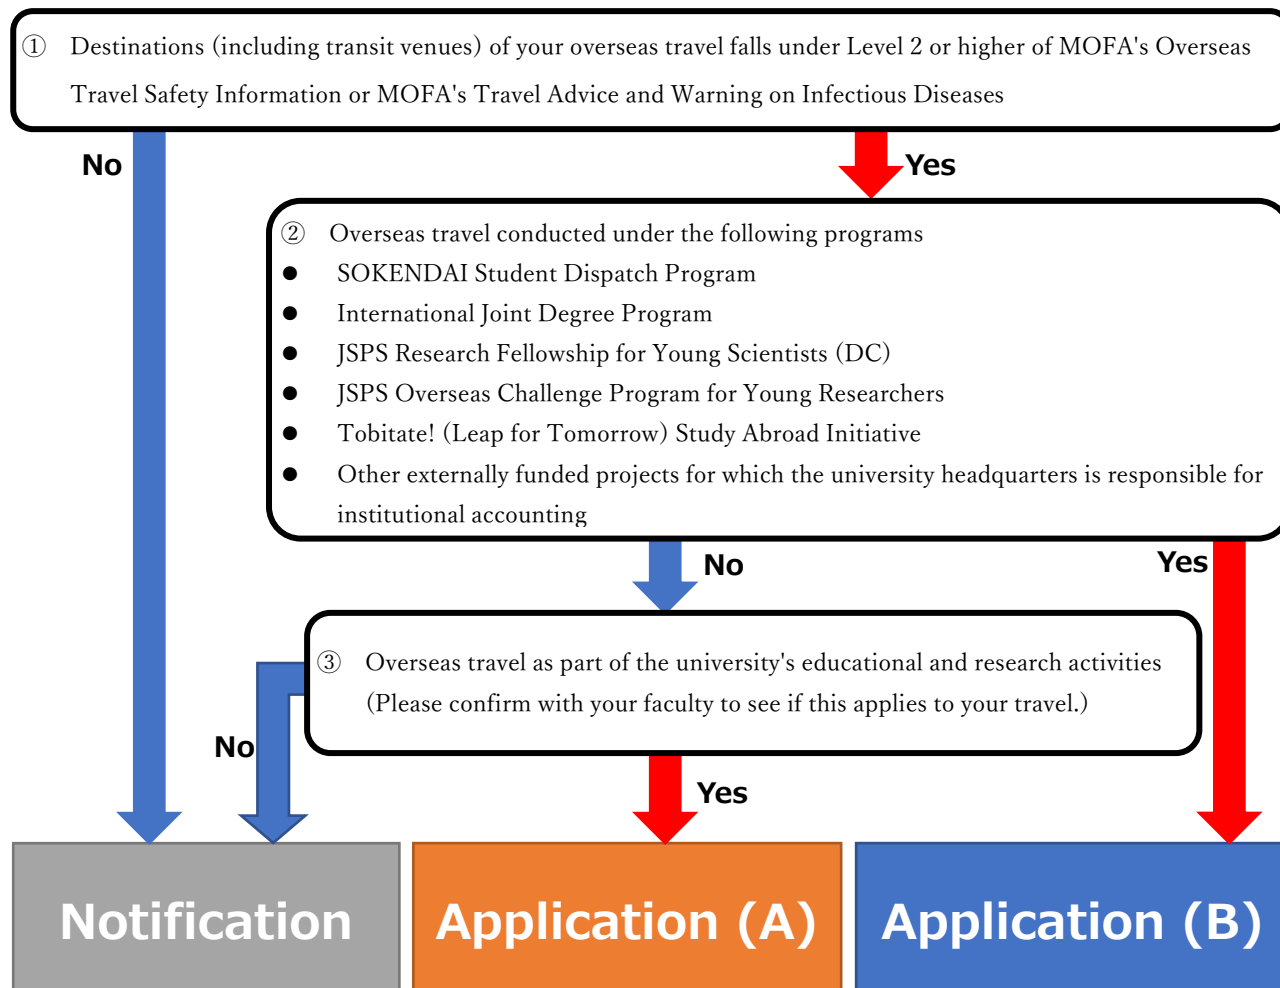 ① Destinations (including transit venues) of your overseas travel falls under Level 2 or higher of MOFA's Overseas
Travel Safety Information or MOFA's Travel Advice and Warning on Infectious Diseases
No
Yes
② Overseas travel conducted under the following programs
● SOKENDAI Student Dispatch Program
● International Joint Degree Program
● JSPS Research Fellowship for Young Scientists (DC)
● JSPS Overseas Challenge Program for Young Researchers
● Tobitate! (Leap for Tomorrow) Study Abroad Initiative
● Other externally funded projects for which the university headquarters is responsible for
institutional accounting
No
Yes
③ Overseas travel as part of the university's educational and research activities
(Please confirm with your faculty to see if this applies to your travel.)
No
Yes
Notification
Application (A)
Application (B)